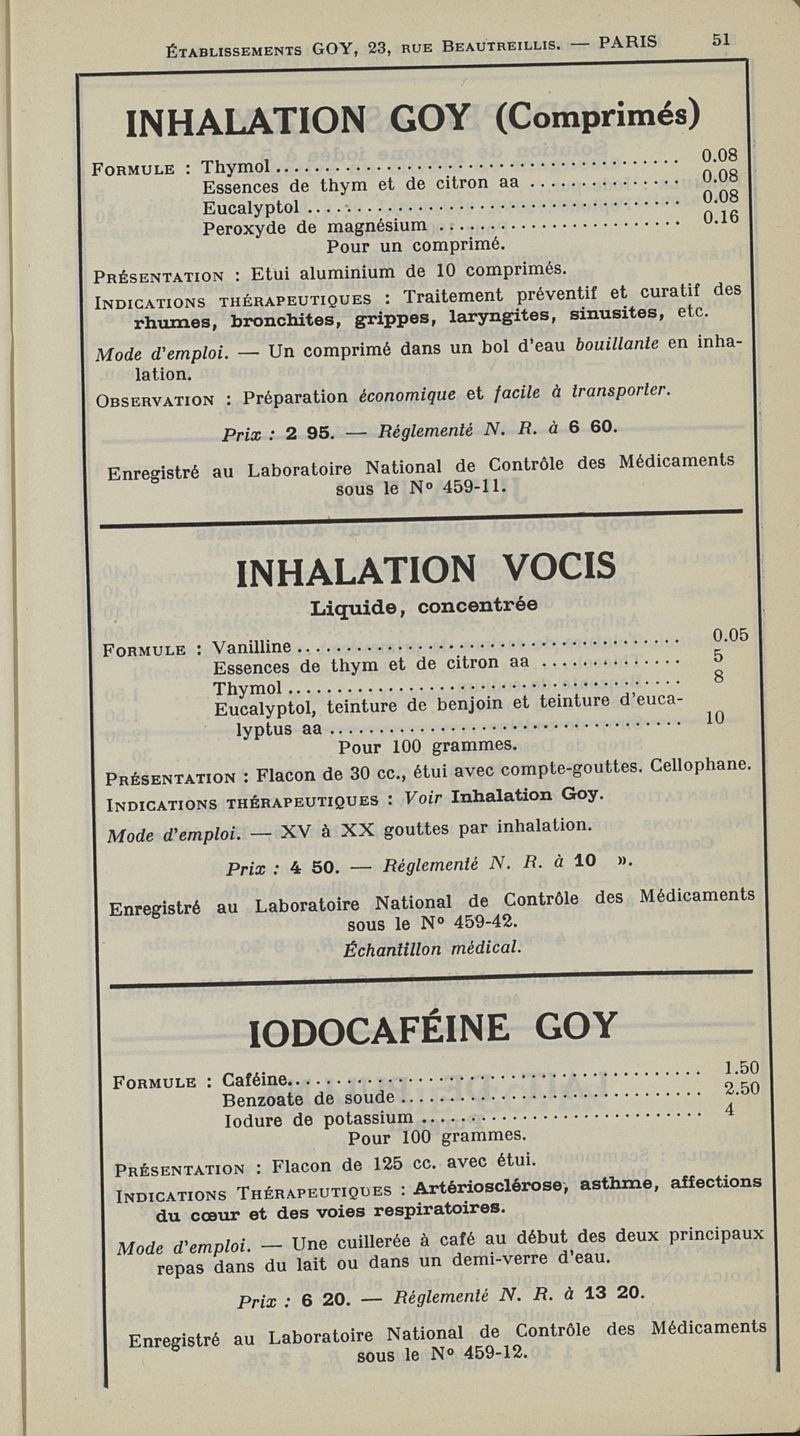 ÉTABLISSEMENTS GOY, 23, RUE BEAUTREILLIS. — PARIS 51
INHALATION GOY (Comprimés)
FORMULE : Thymol ........................................ 0.08
Essences de thym et de citron aa ............... 0.08
Eucalyptol ...................................... 0.08
Peroxyde de magnésium ......................... 0.16
Pour un comprimé.
PRÉSENTATION : Etui aluminium de 10 comprimés.
INDICATIONS THÉRAPEUTIQUES : Traitement préventif et curatif des
rhumes, bronchites, grippes, laryngites, sinusites, etc.
Mode d'emploi. — Un comprimé dans un bol d'eau bouillante en inha-
lation.
OBSERVATION : Préparation économique et facile à transporter.
Prix : 2 95. — Réglementé N. R. à 6 60.
Enregistré au Laboratoire National de Contrôle des Médicaments
sous le N° 459-11.
INHALATION VOCIS
Liquide, concentrée
FORMULE : Vanilline ....................................... 0.05
Essences de thym et de citron aa .............. 5
Thymol ........................................ 8
Eucalyptol, teinture de benjoin et teinture d'euca-
lyptus aa .................................... 10
Pour 100 grammes.
PRÉSENTATION : Flacon de 30 cc., étui avec compte-gouttes. Cellophane.
INDICATIONS THÉRAPEUTIQUES : Voir Inhalation Goy.
Mode d'emploi. — XV à XX gouttes par inhalation.
Prix : 4 50. — Réglementé N. R. à 10 ».
Enregistré au Laboratoire National de Contrôle des Médicaments
sous le N° 459-42.
Échantillon médical.
IODOCAFÉINE GOY
FORMULE : Caféine.......................................... 1.50
Benzoate de soude .............................. 2.50
Iodure de potassium ............................ 4
Pour 100 grammes.
PRÉSENTATION : Flacon de 125 cc. avec étui.
INDICATIONS THÉRAPEUTIQUES : Artériosclérose, asthme, affections
du cœur et des voies respiratoires.
Mode d'emploi. — Une cuillerée à café au début des deux principaux
repas dans du lait ou dans un demi-verre d'eau.
Prix : 6 20. — Réglementé N. R. à 13 20.
Enregistré au Laboratoire National de Contrôle des Médicaments
sous le N° 459-12.